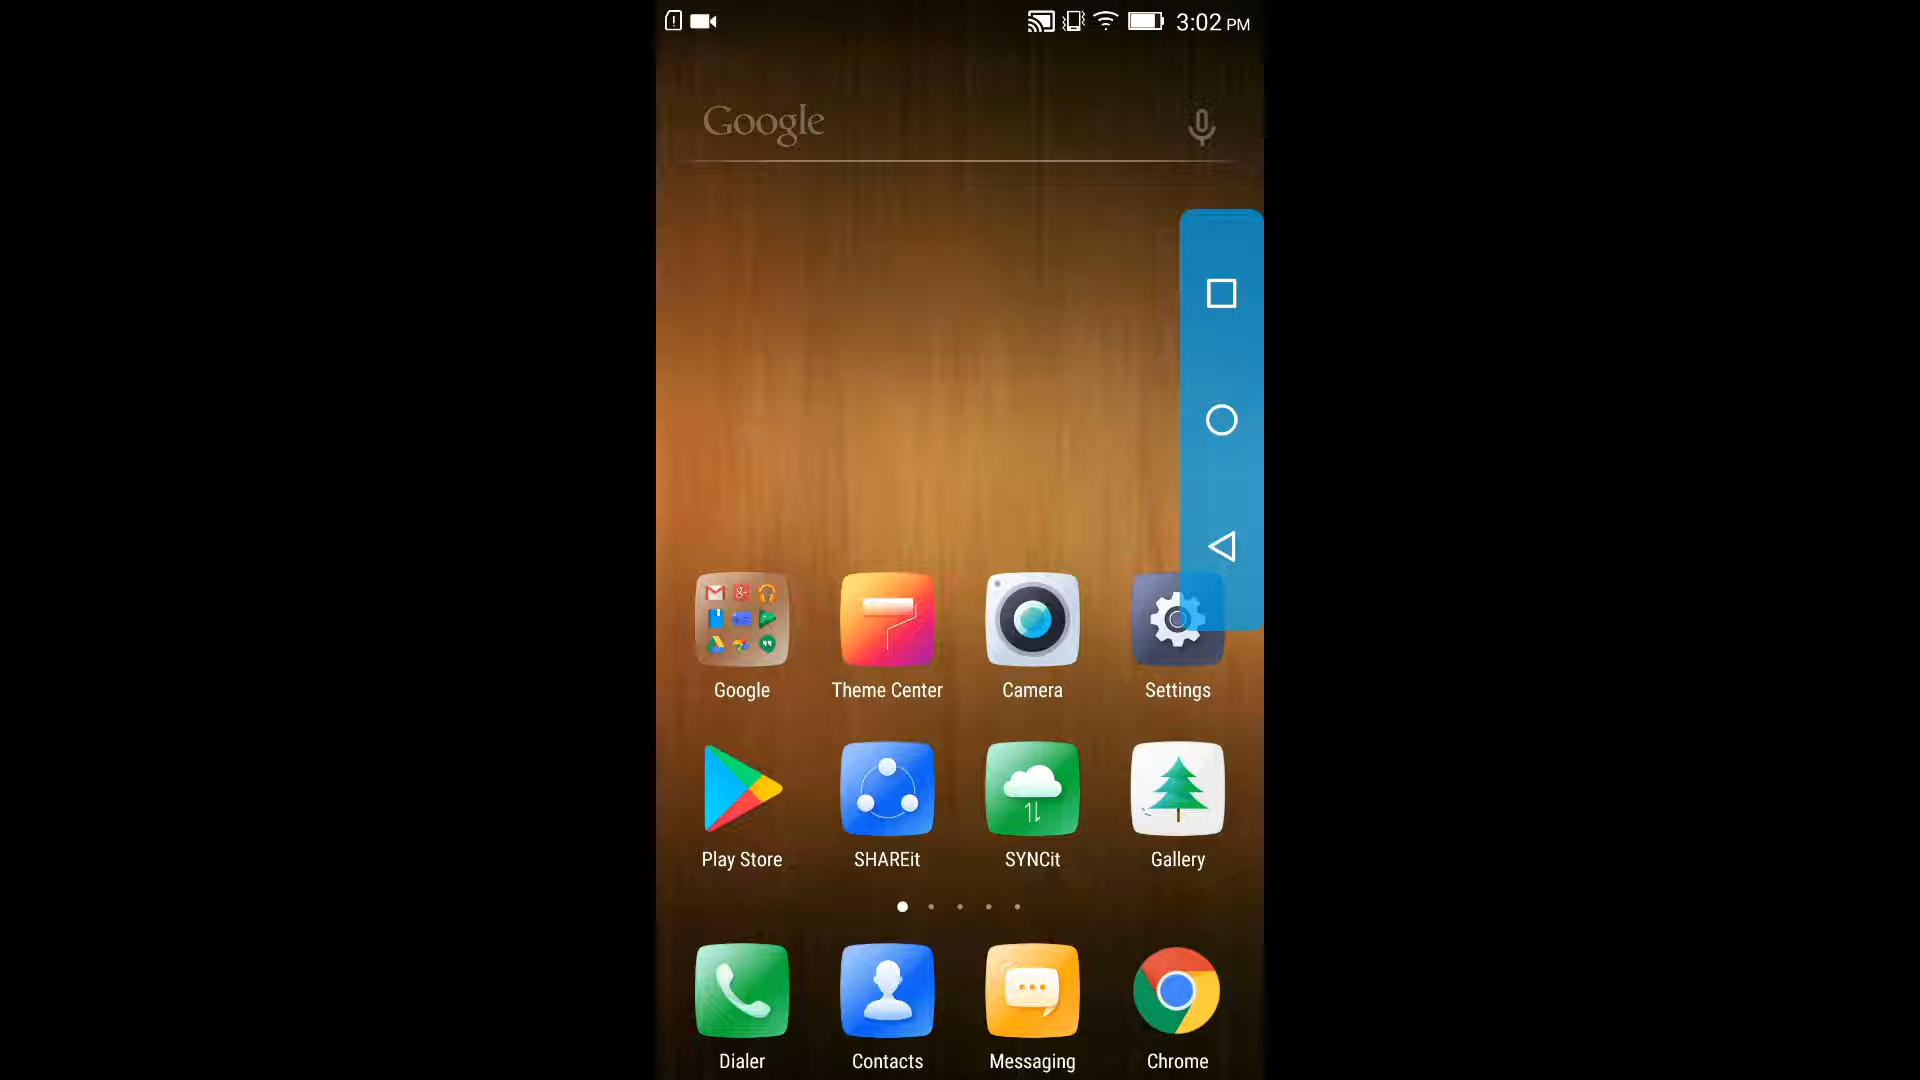 3:02 PM
Google
Google Theme Center Camera Settings
Play Store SHAREit SYNCit Gallery
Dialer Contacts Messaging Chrome